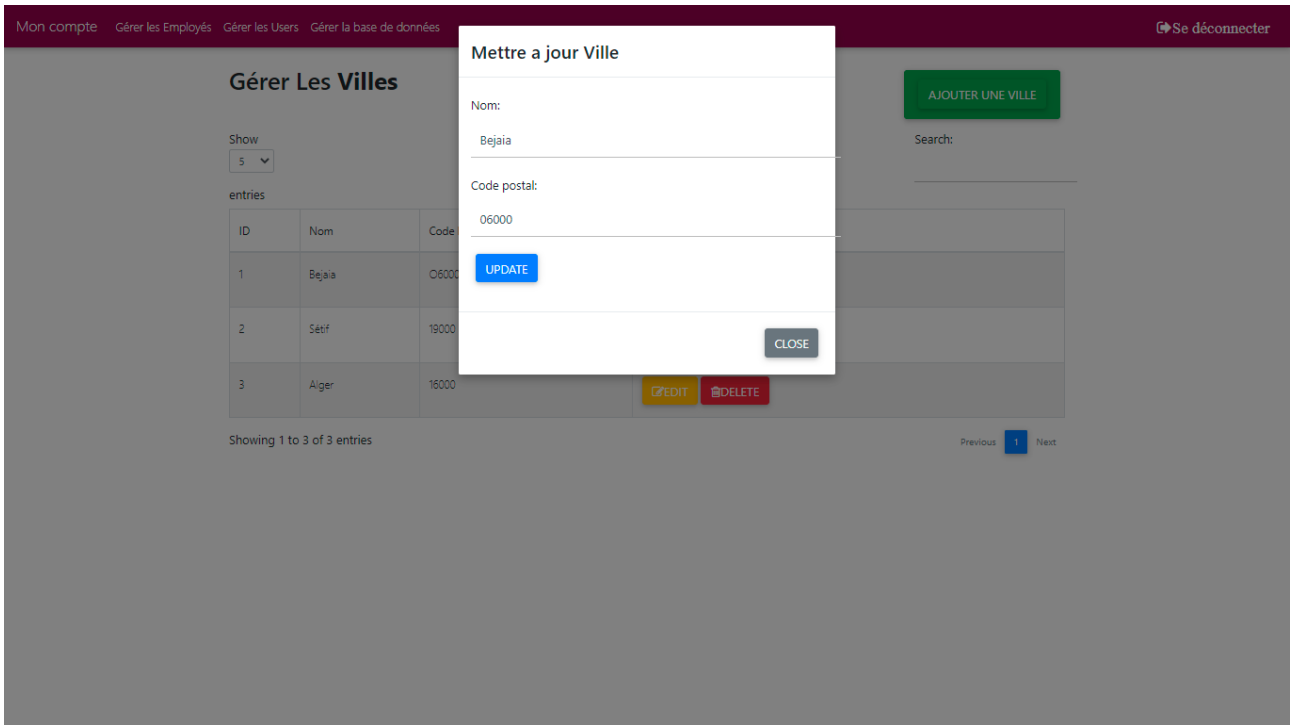 Mon compte Gérer les Employés Gérer les Users Gérer la base de données Se déconnecter
Mettre a jour Ville
Gérer Les Villes
AJOUTER UNE VILLE
Nom:
Bejaia
Show
5
Search:
Code postal:
06000
entries
ID Nom Code
1 Bejaia O6000
UPDATE
2 Sétif 19000
CLOSE
3 Alger 16000 EDIT DELETE
Showing 1 to 3 of 3 entries
Previous 1 Next